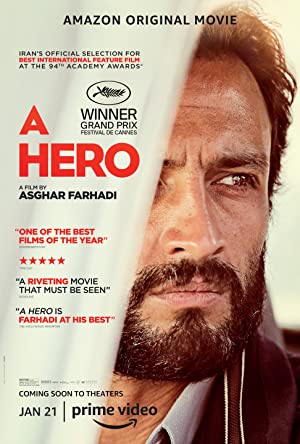 AMAZON ORIGINAL MOVIE
IRAN'S OFFICIAL SELECTION FOR
BEST INTERNATIONAL FEATURE FILM
AT THE 94TH ACADEMY AWARDS®
WINNER
GRAND PRIX
FESTIVAL DE CANNES
A
HERO
A FILM BY
ASGHAR FARHADI
"ONE OF THE BEST
FILMS OF THE YEAR"
★★★★★
TIME OUT
"A RIVETING MOVIE
THAT MUST BE SEEN"
DEADLINE
"A HERO IS
FARHADI AT HIS BEST"
THE HOLLYWOOD REPORTER
COMING SOON TO THEATERS
JAN 21 | prime video